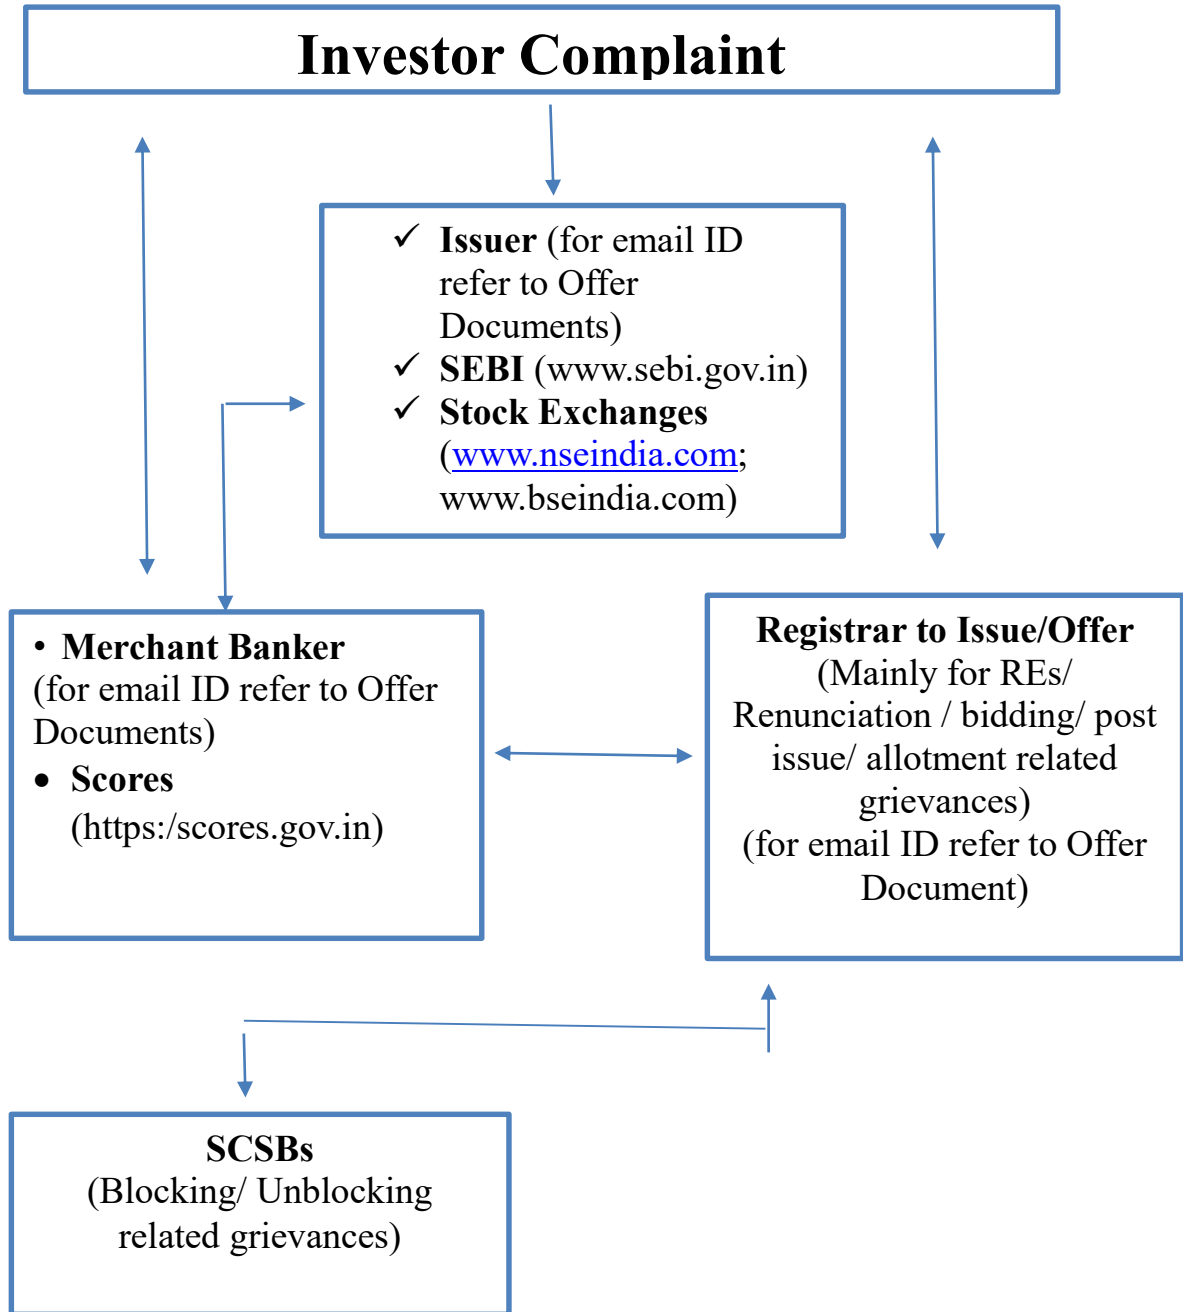 Investor Complaint
✓ Issuer (for email ID
refer to Offer
Documents)
✓ SEBI (www.sebi.gov.in)
✓ Stock Exchanges
(www.nseindia.com;
www.bseindia.com)
• Merchant Banker
(for email ID refer to Offer
Documents)
• Scores
(https:/scores.gov.in)
Registrar to Issue/Offer
(Mainly for REs/
Renunciation / bidding/ post
issue/ allotment related
grievances)
(for email ID refer to Offer
Document)
SCSBs
(Blocking/ Unblocking
related grievances)